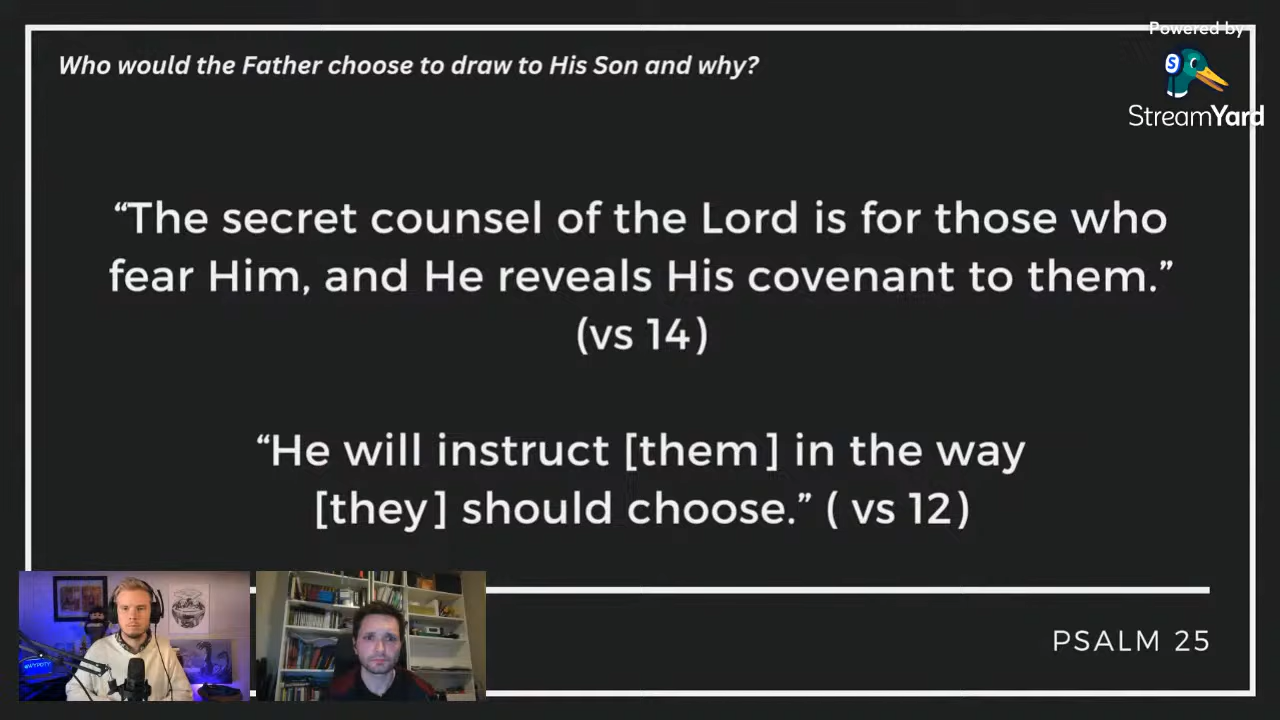 Powered by
StreamYard
Who would the Father choose to draw to His Son and why?
“The secret counsel of the Lord is for those who
fear Him, and He reveals His covenant to them.”
(vs 14)
“He will instruct [them] in the way
[they] should choose.” ( vs 12)
PSALM 25